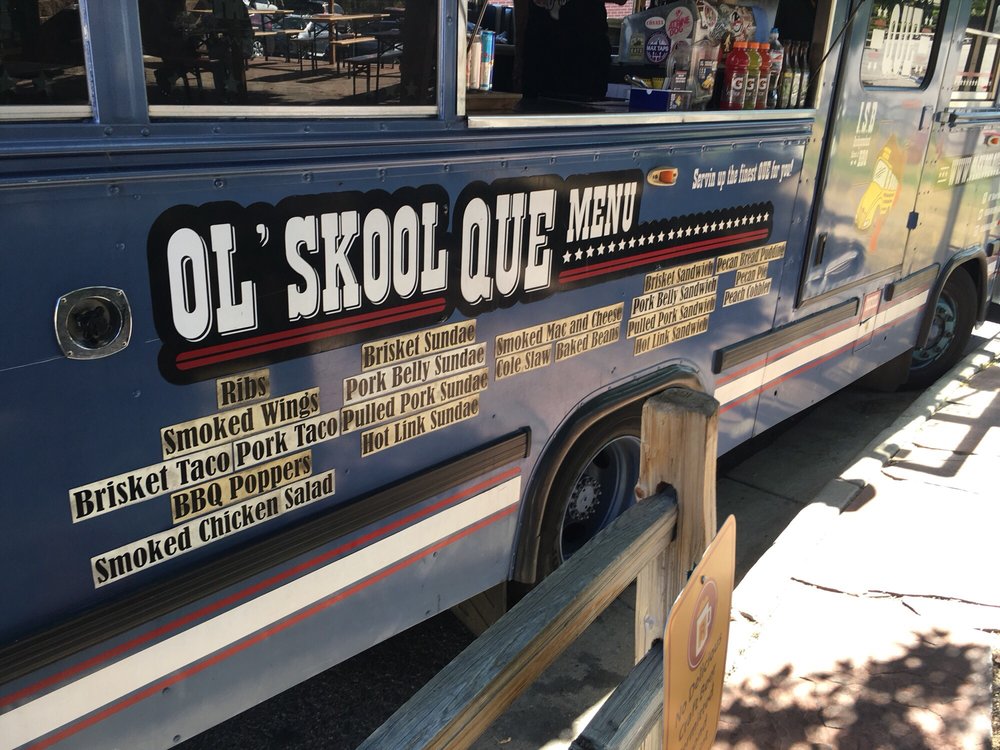 OL' SKOOL QUE MENU
Servin up the finest QUE for you!
Ribs
Smoked Wings
Brisket Taco Pork Taco
BBQ Poppers
Smoked Chicken Salad
Brisket Sundae
Pork Belly Sundae
Pulled Pork Sundae
Hot Link Sundae
Smoked Mac and Cheese
Cole Slaw Baked Beans
Brisket Sandwich
Pork Belly Sandwich
Pulled Pork Sandwich
Hot Link Sandwich
Pecan Bread Pudding
Pecan Pie
Peach Cobbler
G G G